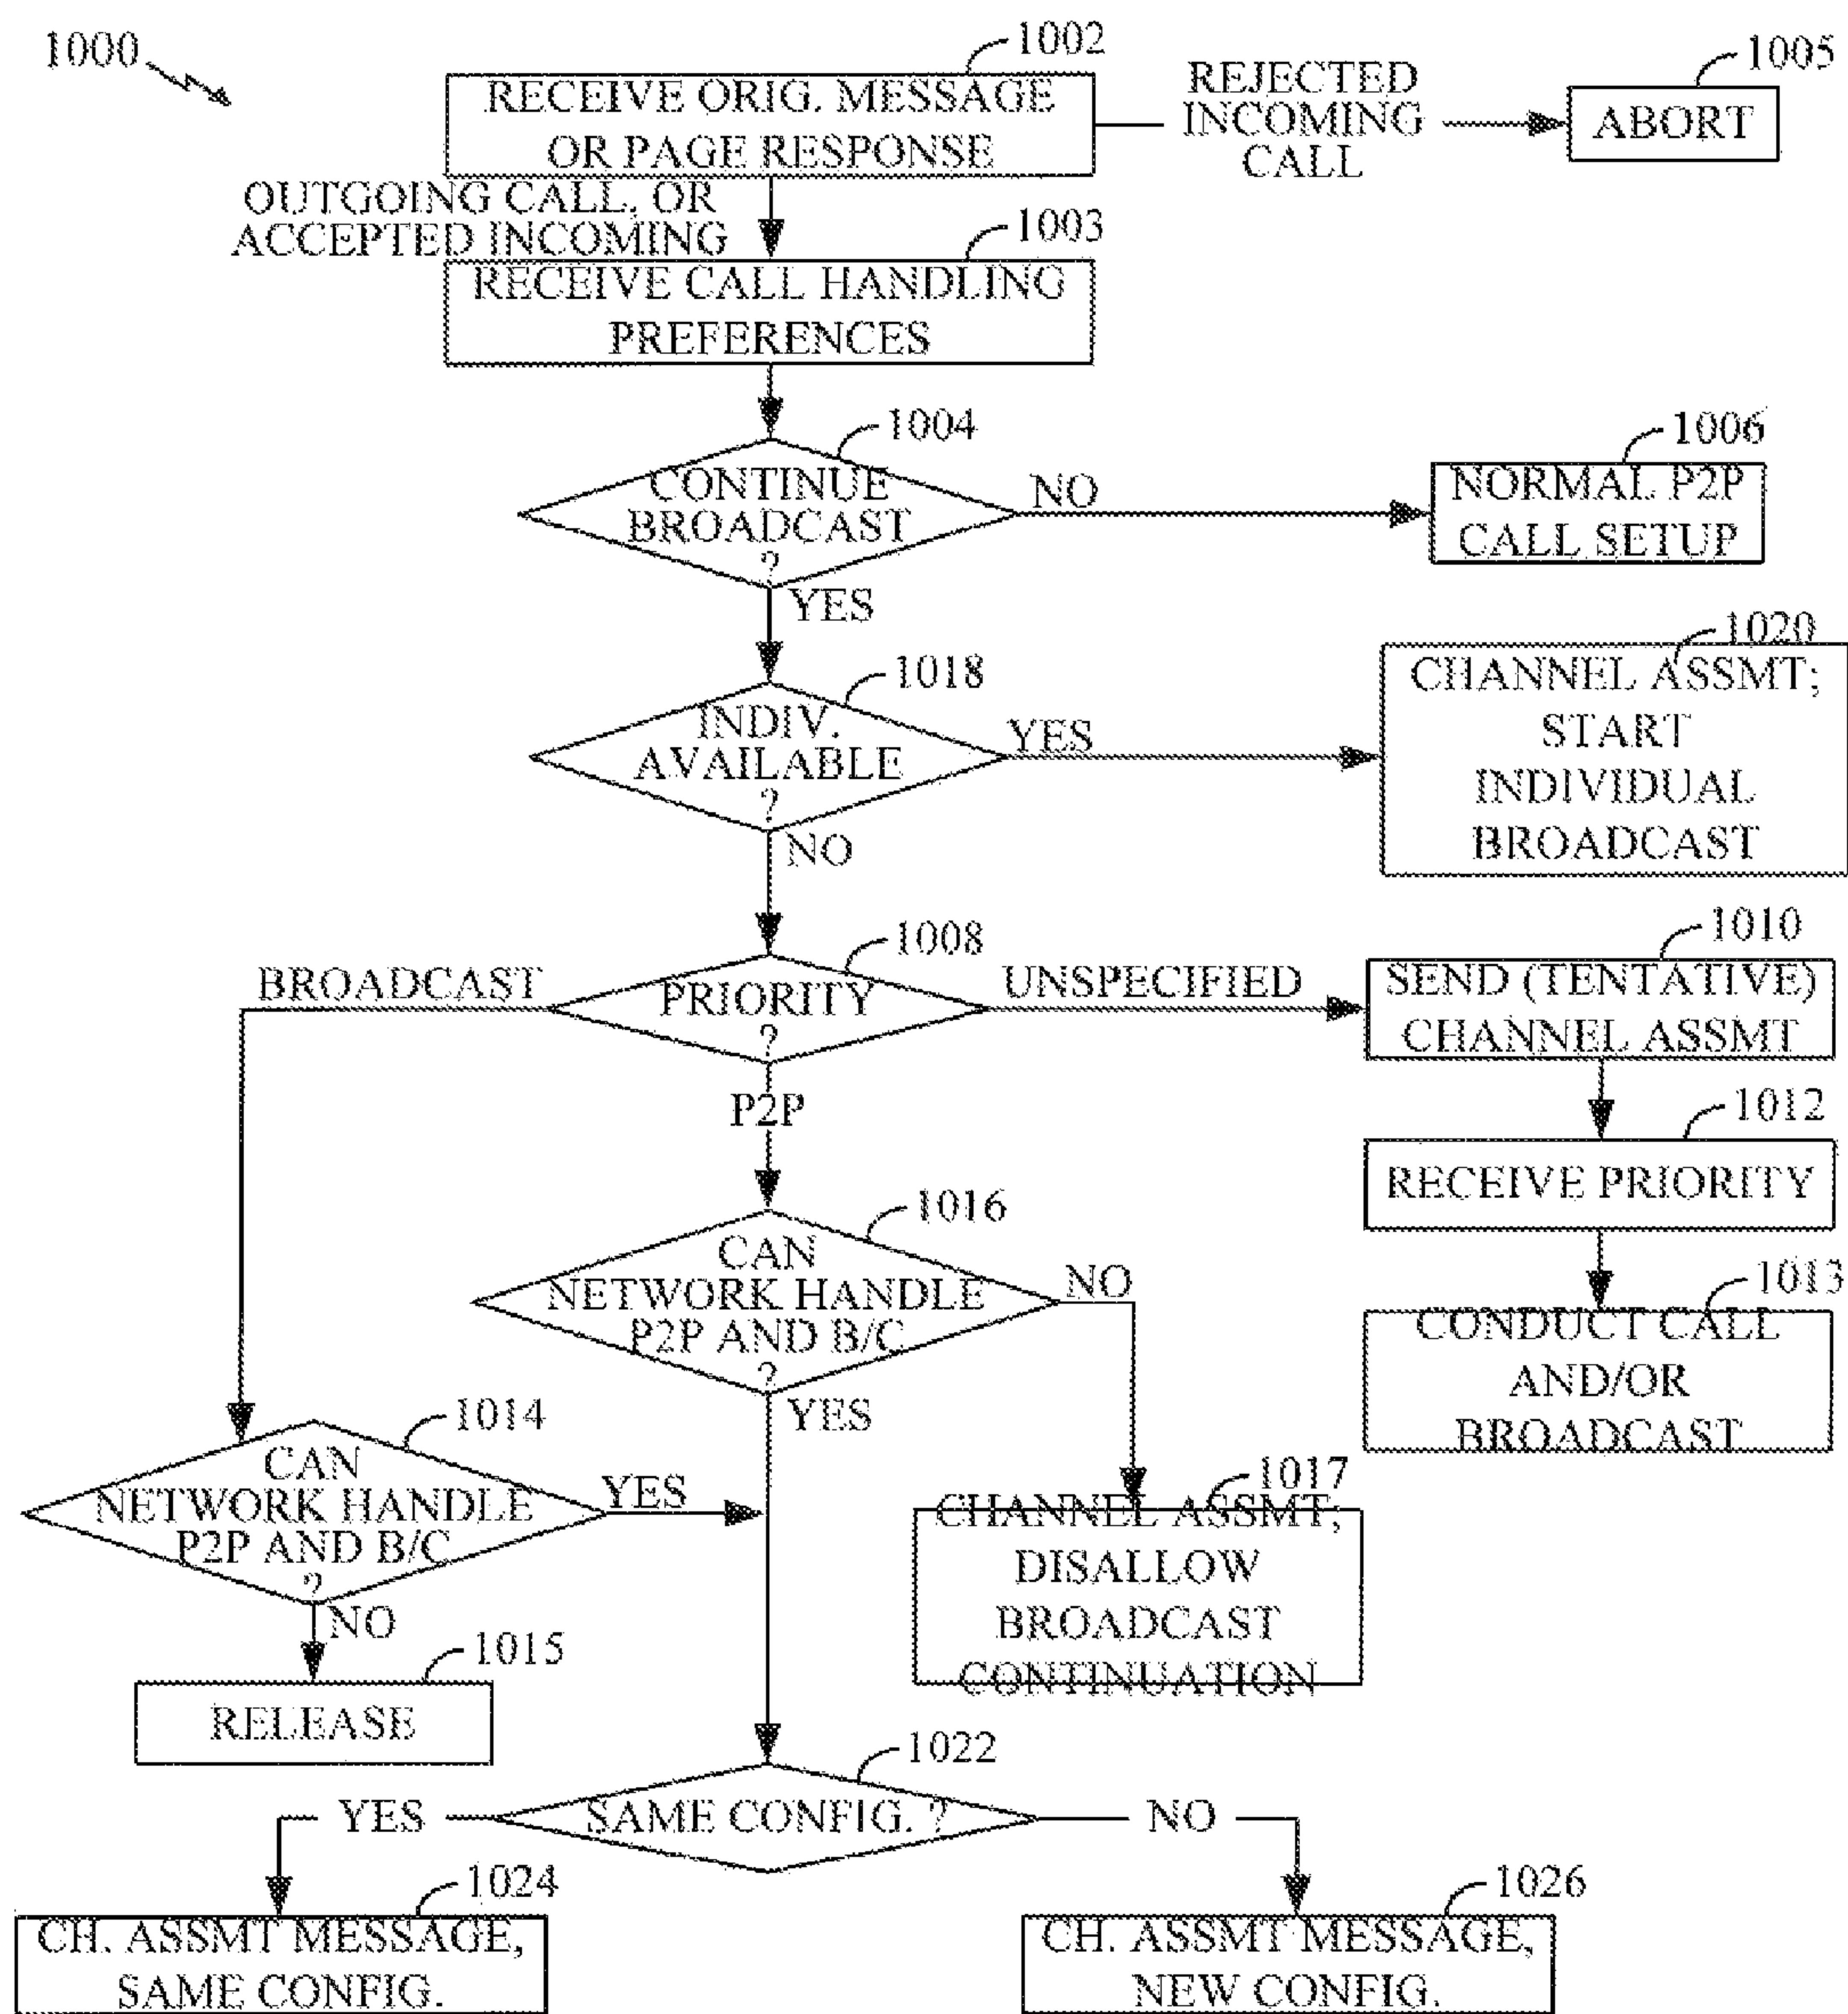 1000
1002
RECEIVE ORIG. MESSAGE
OR PAGE RESPONSE
REJECTED
INCOMING
CALL
1005
ABORT
OUTGOING CALL, OR
ACCEPTED INCOMING
1003
RECEIVE CALL HANDLING
PREFERENCES
1004
CONTINUE
BROADCAST
?
NO
1006
NORMAL P2P
CALL SETUP
YES
1018
INDIV.
AVAILABLE
?
YES
1020
CHANNEL ASSMT;
START
INDIVIDUAL
BROADCAST
NO
1008
PRIORITY
?
BROADCAST
UNSPECIFIED
1010
SEND (TENTATIVE)
CHANNEL ASSMT
P2P
1012
RECEIVE PRIORITY
1016
CAN
NETWORK HANDLE
P2P AND B/C
?
NO
YES
1013
CONDUCT CALL
AND/OR
BROADCAST
1014
CAN
NETWORK HANDLE
P2P AND B/C
?
YES
NO
1017
CHANNEL ASSMT;
DISALLOW
BROADCAST
CONTINUATION
1015
RELEASE
1022
SAME CONFIG. ?
YES
NO
1024
CH. ASSMT MESSAGE,
SAME CONFIG.
1026
CH. ASSMT MESSAGE,
NEW CONFIG.